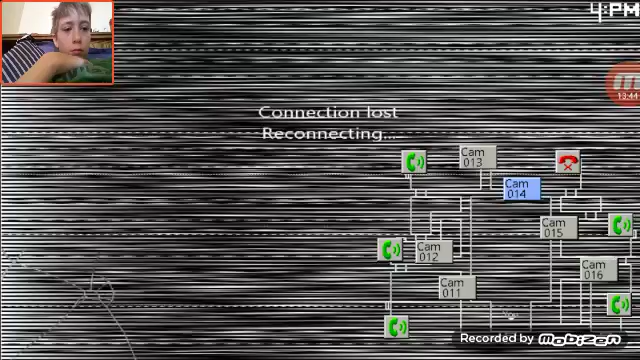 4:PM
13:44
Connection lost
Reconnecting...
Cam
013
Cam
014
Cam
015
Cam
012
Cam
016
Cam
011
You
Recorded by mobizen